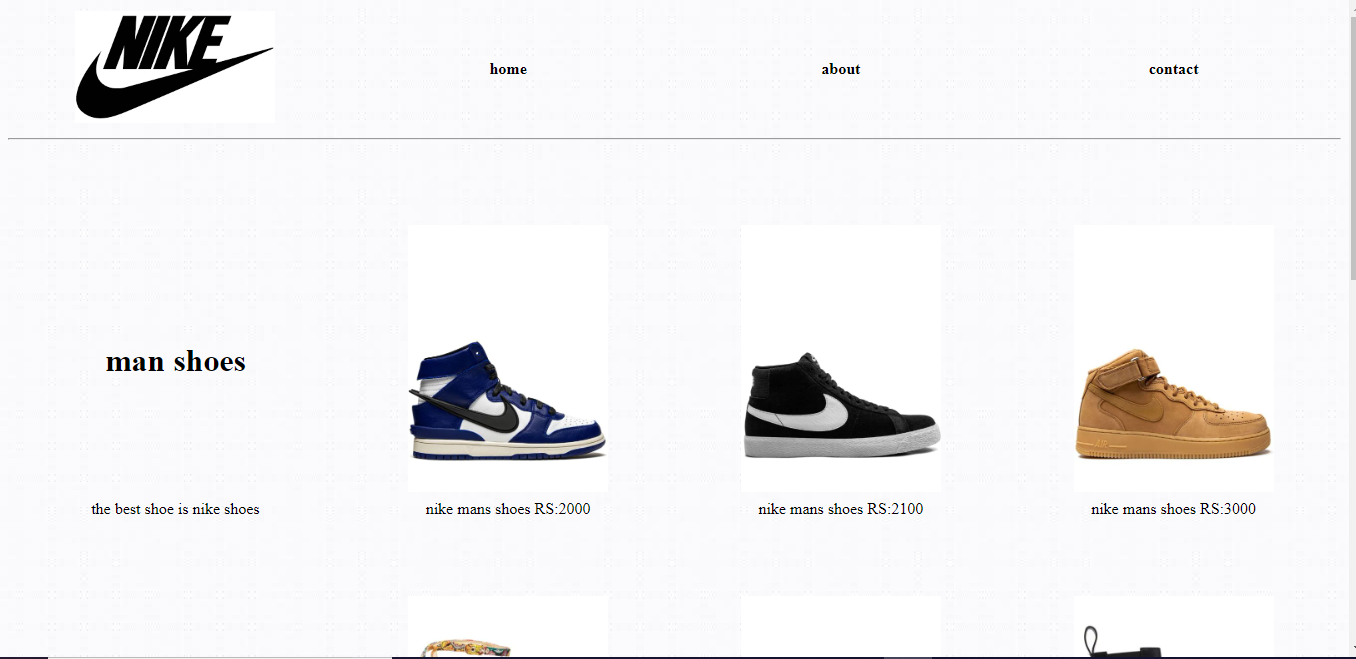 NIKE
home
about
contact
man shoes
the best shoe is nike shoes
nike mans shoes RS:2000
nike mans shoes RS:2100
nike mans shoes RS:3000